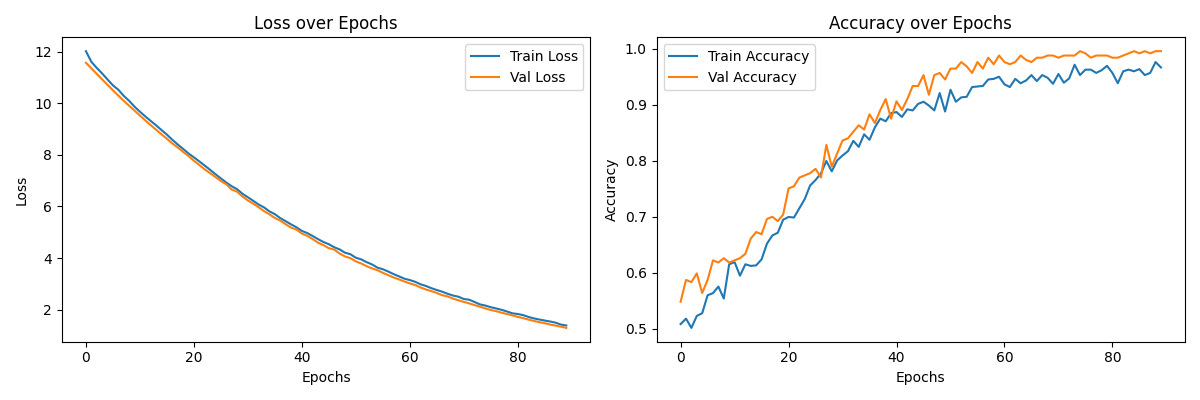 Loss over Epochs
Train Loss
Val Loss
12
10
8
6
4
2
Loss
0
20
40
60
80
Epochs
Accuracy over Epochs
Train Accuracy
Val Accuracy
1.0
0.9
0.8
0.7
0.6
0.5
Accuracy
0
20
40
60
80
Epochs